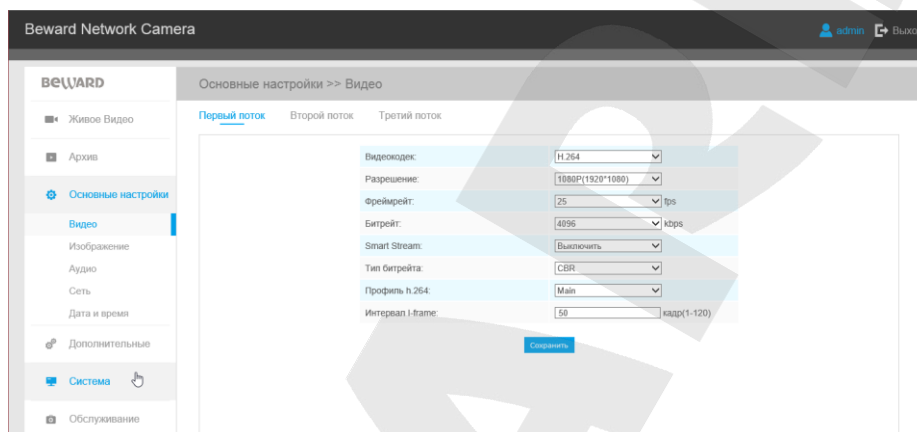 Beward Network Camera
admin Выхо
BEWARD
Основные настройки >> Видео
Живое Видео
Архив
Основные настройки
Видео
Изображение
Аудио
Сеть
Дата и время
Дополнительные
Система
Обслуживание
Первый поток Второй поток Третий поток
Видеокодек: H.264
Разрешение: 1080P(1920*1080)
Фреймрейт: 25 fps
Битрейт: 4096 kbps
Smart Stream: Выключить
Тип битрейта: CBR
Профиль h.264: Main
Интервал I-frame: 50 кадр(1-120)
Сохранить